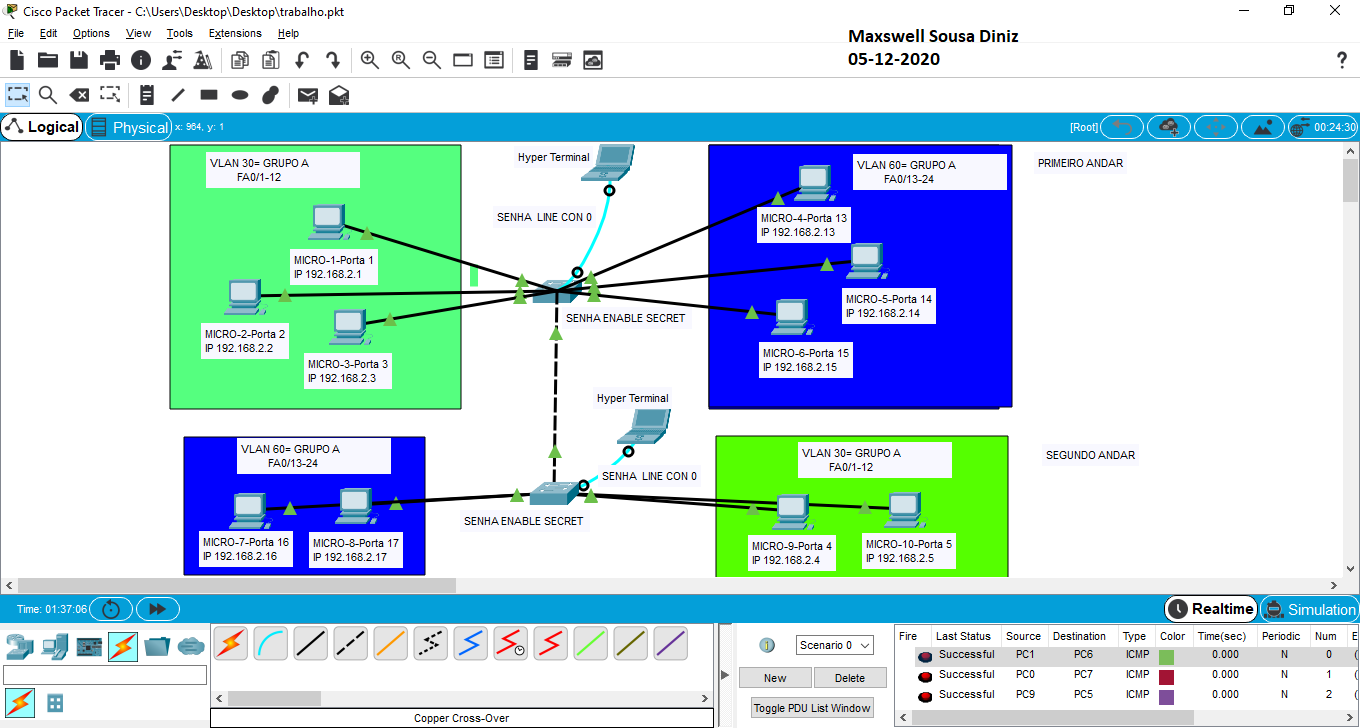 Cisco Packet Tracer - C:\Users\Desktop\Desktop\trabalho.pkt
File Edit Options View Tools Extensions Help
Maxswell Sousa Diniz
05-12-2020
?
Logical
Physical
x: 964, y: 1
[Root]
00:24:30
VLAN 30= GRUPO A
FA0/1-12
Hyper Terminal
VLAN 60= GRUPO A
FA0/13-24
PRIMEIRO ANDAR
SENHA LINE CON 0
MICRO-1-Porta 1
IP 192.168.2.1
MICRO-4-Porta 13
IP 192.168.2.13
MICRO-2-Porta 2
IP 192.168.2.2
MICRO-3-Porta 3
IP 192.168.2.3
SENHA ENABLE SECRET
MICRO-5-Porta 14
IP 192.168.2.14
MICRO-6-Porta 15
IP 192.168.2.15
Hyper Terminal
VLAN 60= GRUPO A
FA0/13-24
VLAN 30= GRUPO A
FA0/1-12
SEGUNDO ANDAR
SENHA LINE CON 0
SENHA ENABLE SECRET
MICRO-7-Porta 16
IP 192.168.2.16
MICRO-8-Porta 17
IP 192.168.2.17
MICRO-9-Porta 4
IP 192.168.2.4
MICRO-10-Porta 5
IP 192.168.2.5
Time: 01:37:06
Realtime
Simulation
Scenario 0
New
Delete
Toggle PDU List Window
Copper Cross-Over
Fire Last Status Source Destination Type Color Time(sec) Periodic Num E
Successful PC1 PC6 ICMP 0.000 N 0 (
Successful PC0 PC7 ICMP 0.000 N 1 (
Successful PC9 PC5 ICMP 0.000 N 2 (